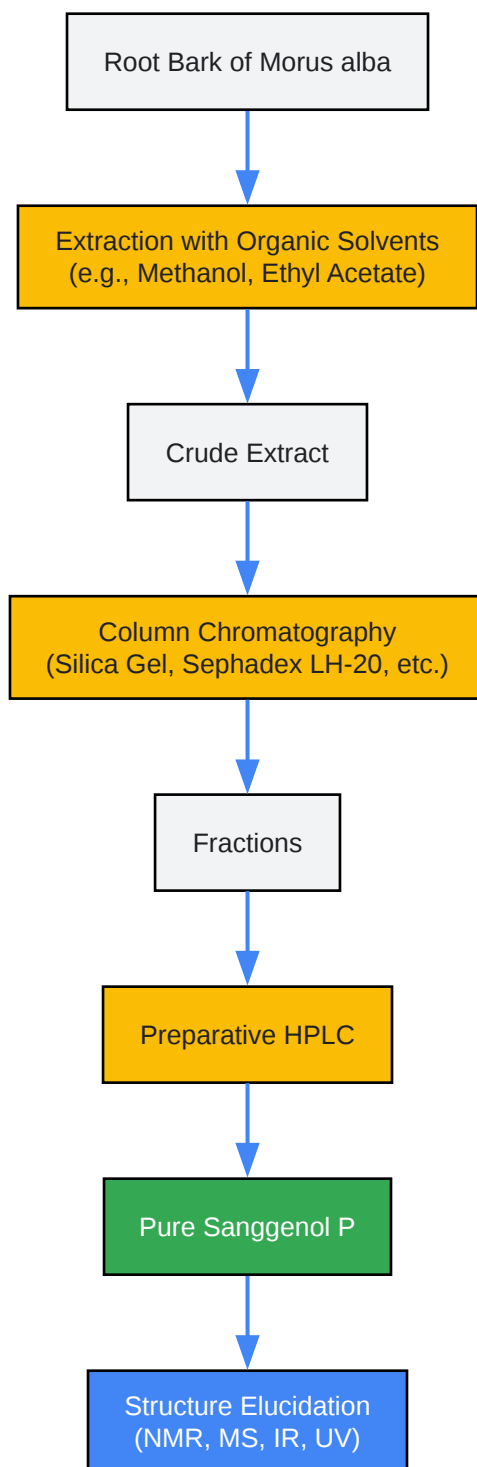 Root Bark of Morus alba
Extraction with Organic Solvents
(e.g., Methanol, Ethyl Acetate)
Crude Extract
Column Chromatography
(Silica Gel, Sephadex LH-20, etc.)
Fractions
Preparative HPLC
Pure Sanggenol P
Structure Elucidation
(NMR, MS, IR, UV)